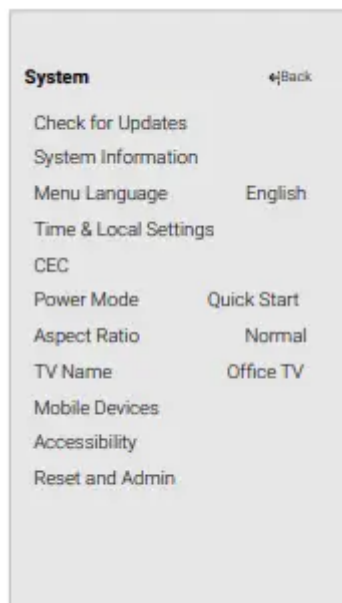 System Back
Check for Updates
System Information
Menu Language English
Time & Local Settings
CEC
Power Mode Quick Start
Aspect Ratio Normal
TV Name Office TV
Mobile Devices
Accessibility
Reset and Admin